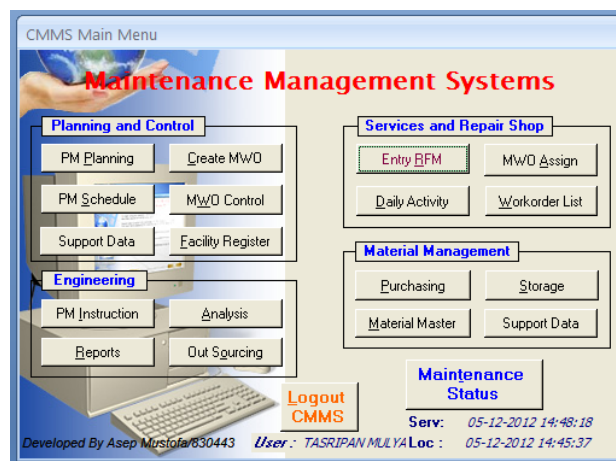 CMMS Main Menu
Maintenance Management Systems
Planning and Control
PM Planning
Create MWO
PM Schedule
MWO Control
Support Data
Facility Register
Engineering
PM Instruction
Analysis
Reports
Out Sourcing
Services and Repair Shop
Entry RFM
MWO Assign
Daily Activity
Workorder List
Material Management
Purchasing
Storage
Material Master
Support Data
Logout
CMMS
Maintenance
Status
Serv: 05-12-2012 14:48:18
Developed By Asep Mustofa/830443 User : TASRIPAN MULYA Loc : 05-12-2012 14:45:37